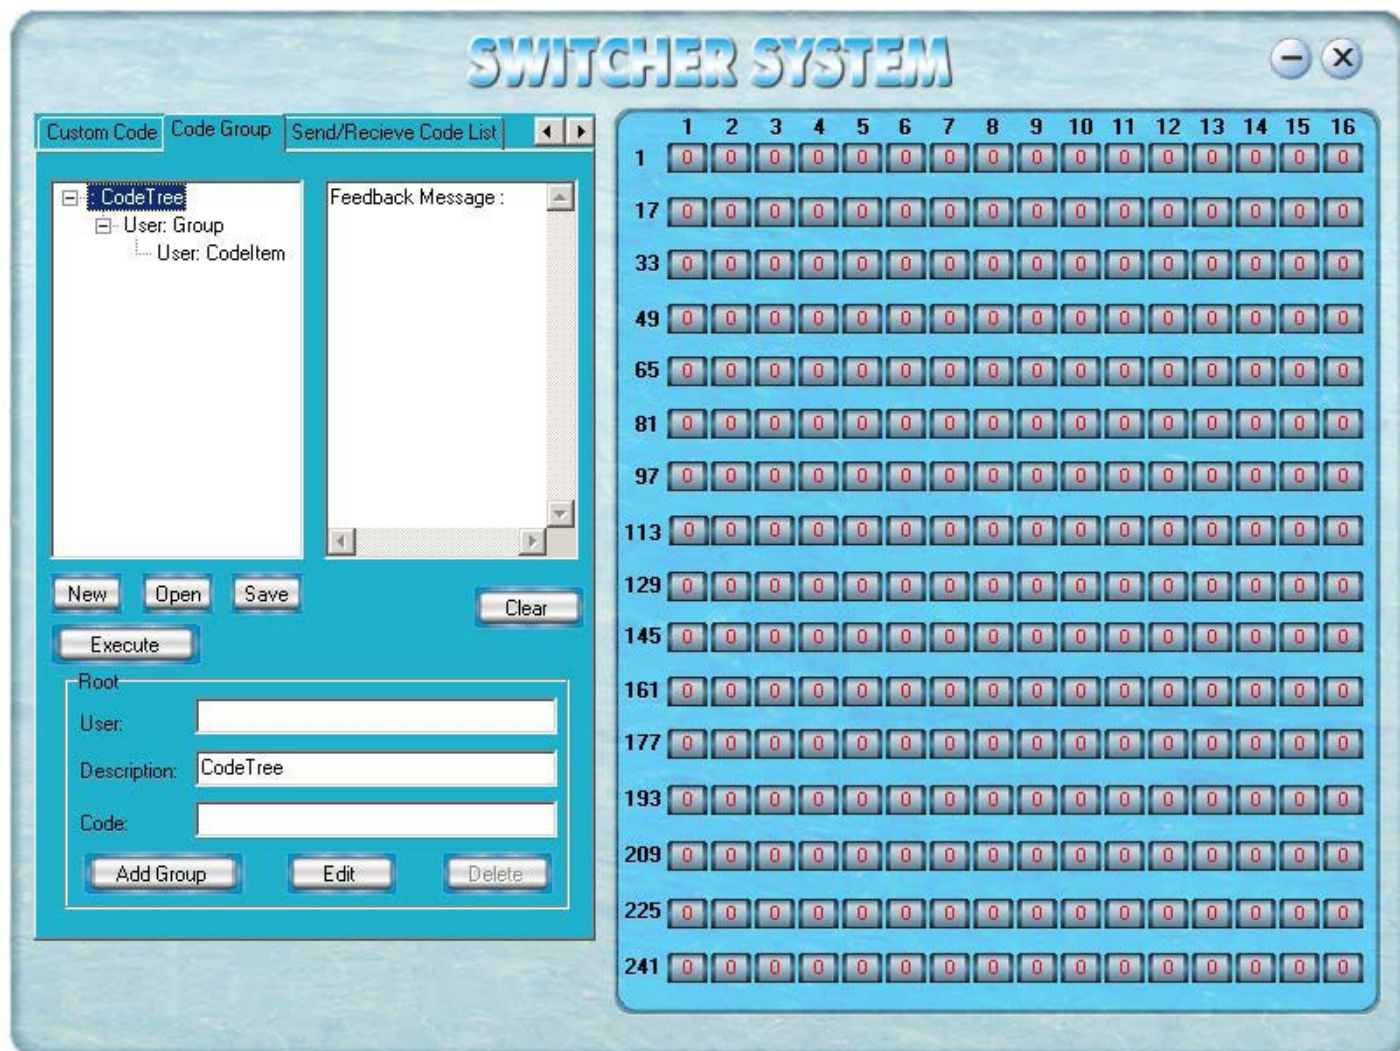 SWITCHER SYSTEM
Custom Code Code Group Send/Recieve Code List
: CodeTree
User: Group
User: CodeItem
Feedback Message :
New Open Save
Clear
Execute
Root
User:
Description: CodeTree
Code:
Add Group Edit Delete
1 2 3 4 5 6 7 8 9 10 11 12 13 14 15 16
1 0 0 0 0 0 0 0 0 0 0 0 0 0 0 0 0
17 0 0 0 0 0 0 0 0 0 0 0 0 0 0 0 0
33 0 0 0 0 0 0 0 0 0 0 0 0 0 0 0 0
49 0 0 0 0 0 0 0 0 0 0 0 0 0 0 0 0
65 0 0 0 0 0 0 0 0 0 0 0 0 0 0 0 0
81 0 0 0 0 0 0 0 0 0 0 0 0 0 0 0 0
97 0 0 0 0 0 0 0 0 0 0 0 0 0 0 0 0
113 0 0 0 0 0 0 0 0 0 0 0 0 0 0 0 0
129 0 0 0 0 0 0 0 0 0 0 0 0 0 0 0 0
145 0 0 0 0 0 0 0 0 0 0 0 0 0 0 0 0
161 0 0 0 0 0 0 0 0 0 0 0 0 0 0 0 0
177 0 0 0 0 0 0 0 0 0 0 0 0 0 0 0 0
193 0 0 0 0 0 0 0 0 0 0 0 0 0 0 0 0
209 0 0 0 0 0 0 0 0 0 0 0 0 0 0 0 0
225 0 0 0 0 0 0 0 0 0 0 0 0 0 0 0 0
241 0 0 0 0 0 0 0 0 0 0 0 0 0 0 0 0